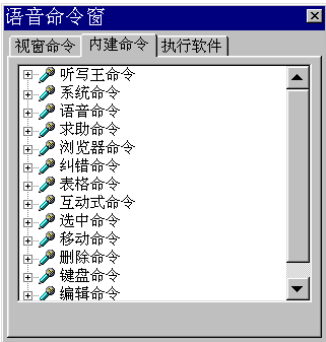 语音命令窗
视窗命令 内建命令 执行软件
听写王命令
系统命令
语音命令
求助命令
浏览器命令
纠错命令
表格命令
互动式命令
选中命令
移动命令
删除命令
键盘命令
编辑命令